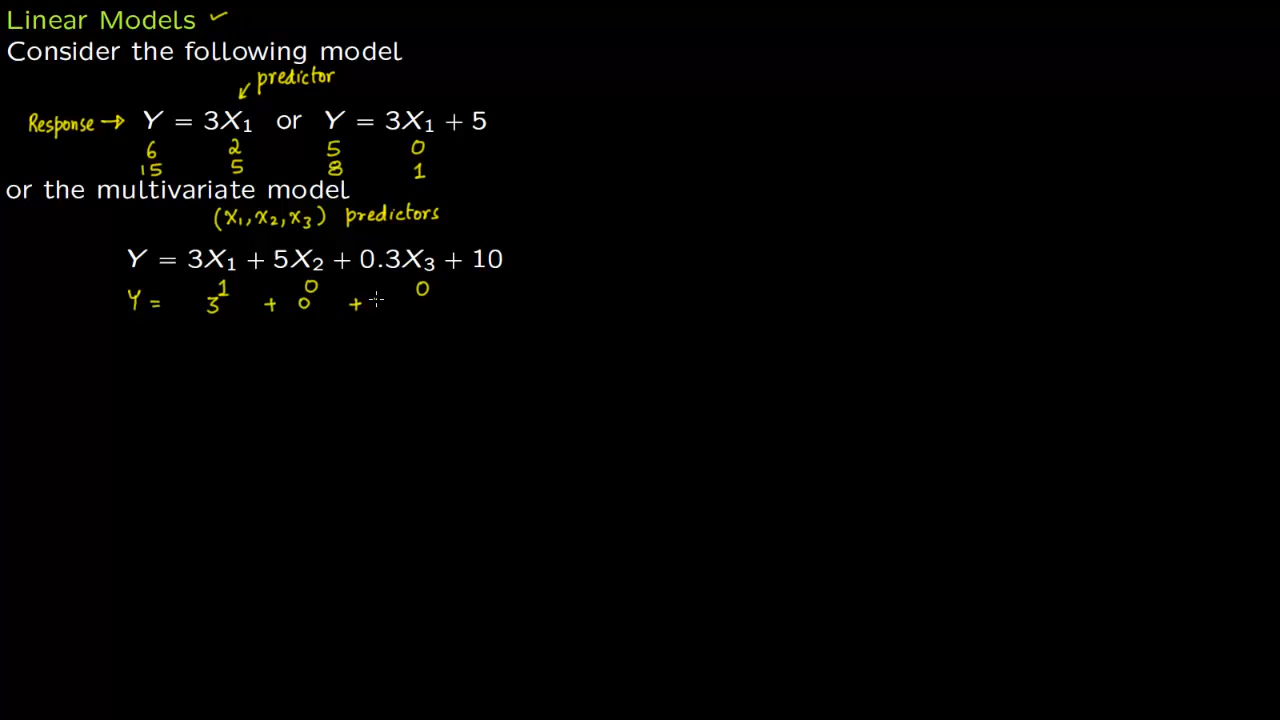 Linear Models ✓
Consider the following model
predictor
Response → Y = 3X₁ or Y = 3X₁ + 5
6 2 5 0
15 5 8 1
or the multivariate model
(x₁, x₂, x₃) predictors
Y = 3X₁ + 5X₂ + 0.3X₃ + 10
1 0 0
Y = 3 + 0 +